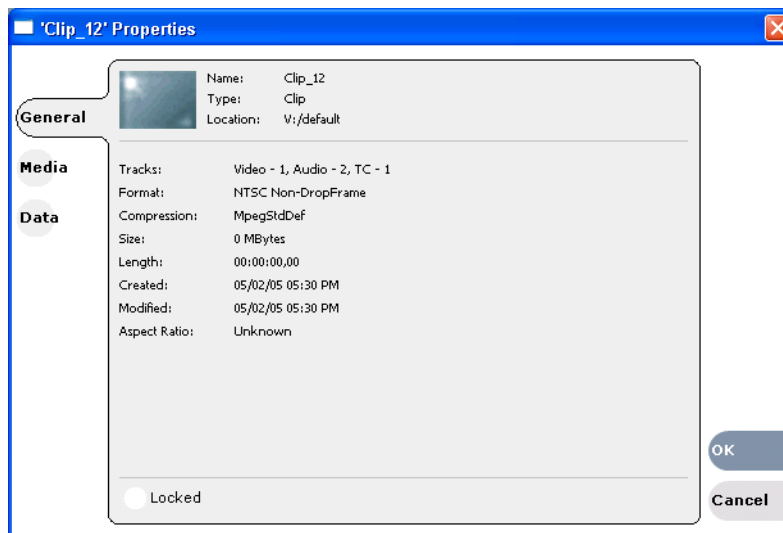 'Clip_12' Properties
General
Media
Data
Name: Clip_12
Type: Clip
Location: V:/default
Tracks: Video - 1, Audio - 2, TC - 1
Format: NTSC Non-DropFrame
Compression: MpegStdDef
Size: 0 MBytes
Length: 00:00:00,00
Created: 05/02/05 05:30 PM
Modified: 05/02/05 05:30 PM
Aspect Ratio: Unknown
Locked
OK
Cancel